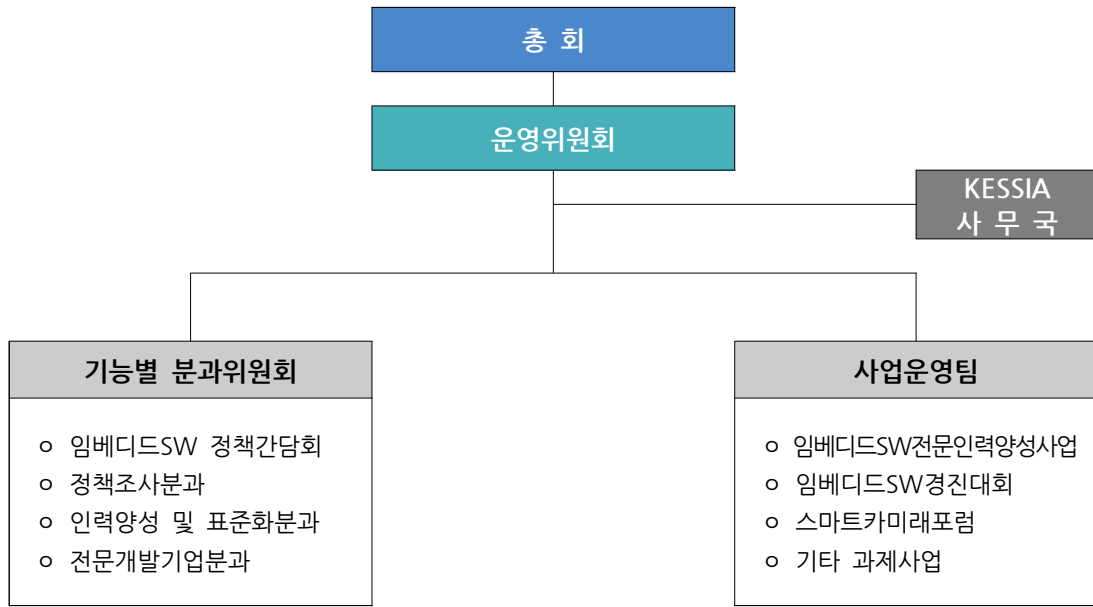 총 회
운영위원회
KESSIA
사 무 국
기능별 분과위원회
ㅇ 임베디드SW 정책간담회
ㅇ 정책조사분과
ㅇ 인력양성 및 표준화분과
ㅇ 전문개발기업분과
사업운영팀
ㅇ 임베디드SW전문인력양성사업
ㅇ 임베디드SW경진대회
ㅇ 스마트카미래포럼
ㅇ 기타 과제사업